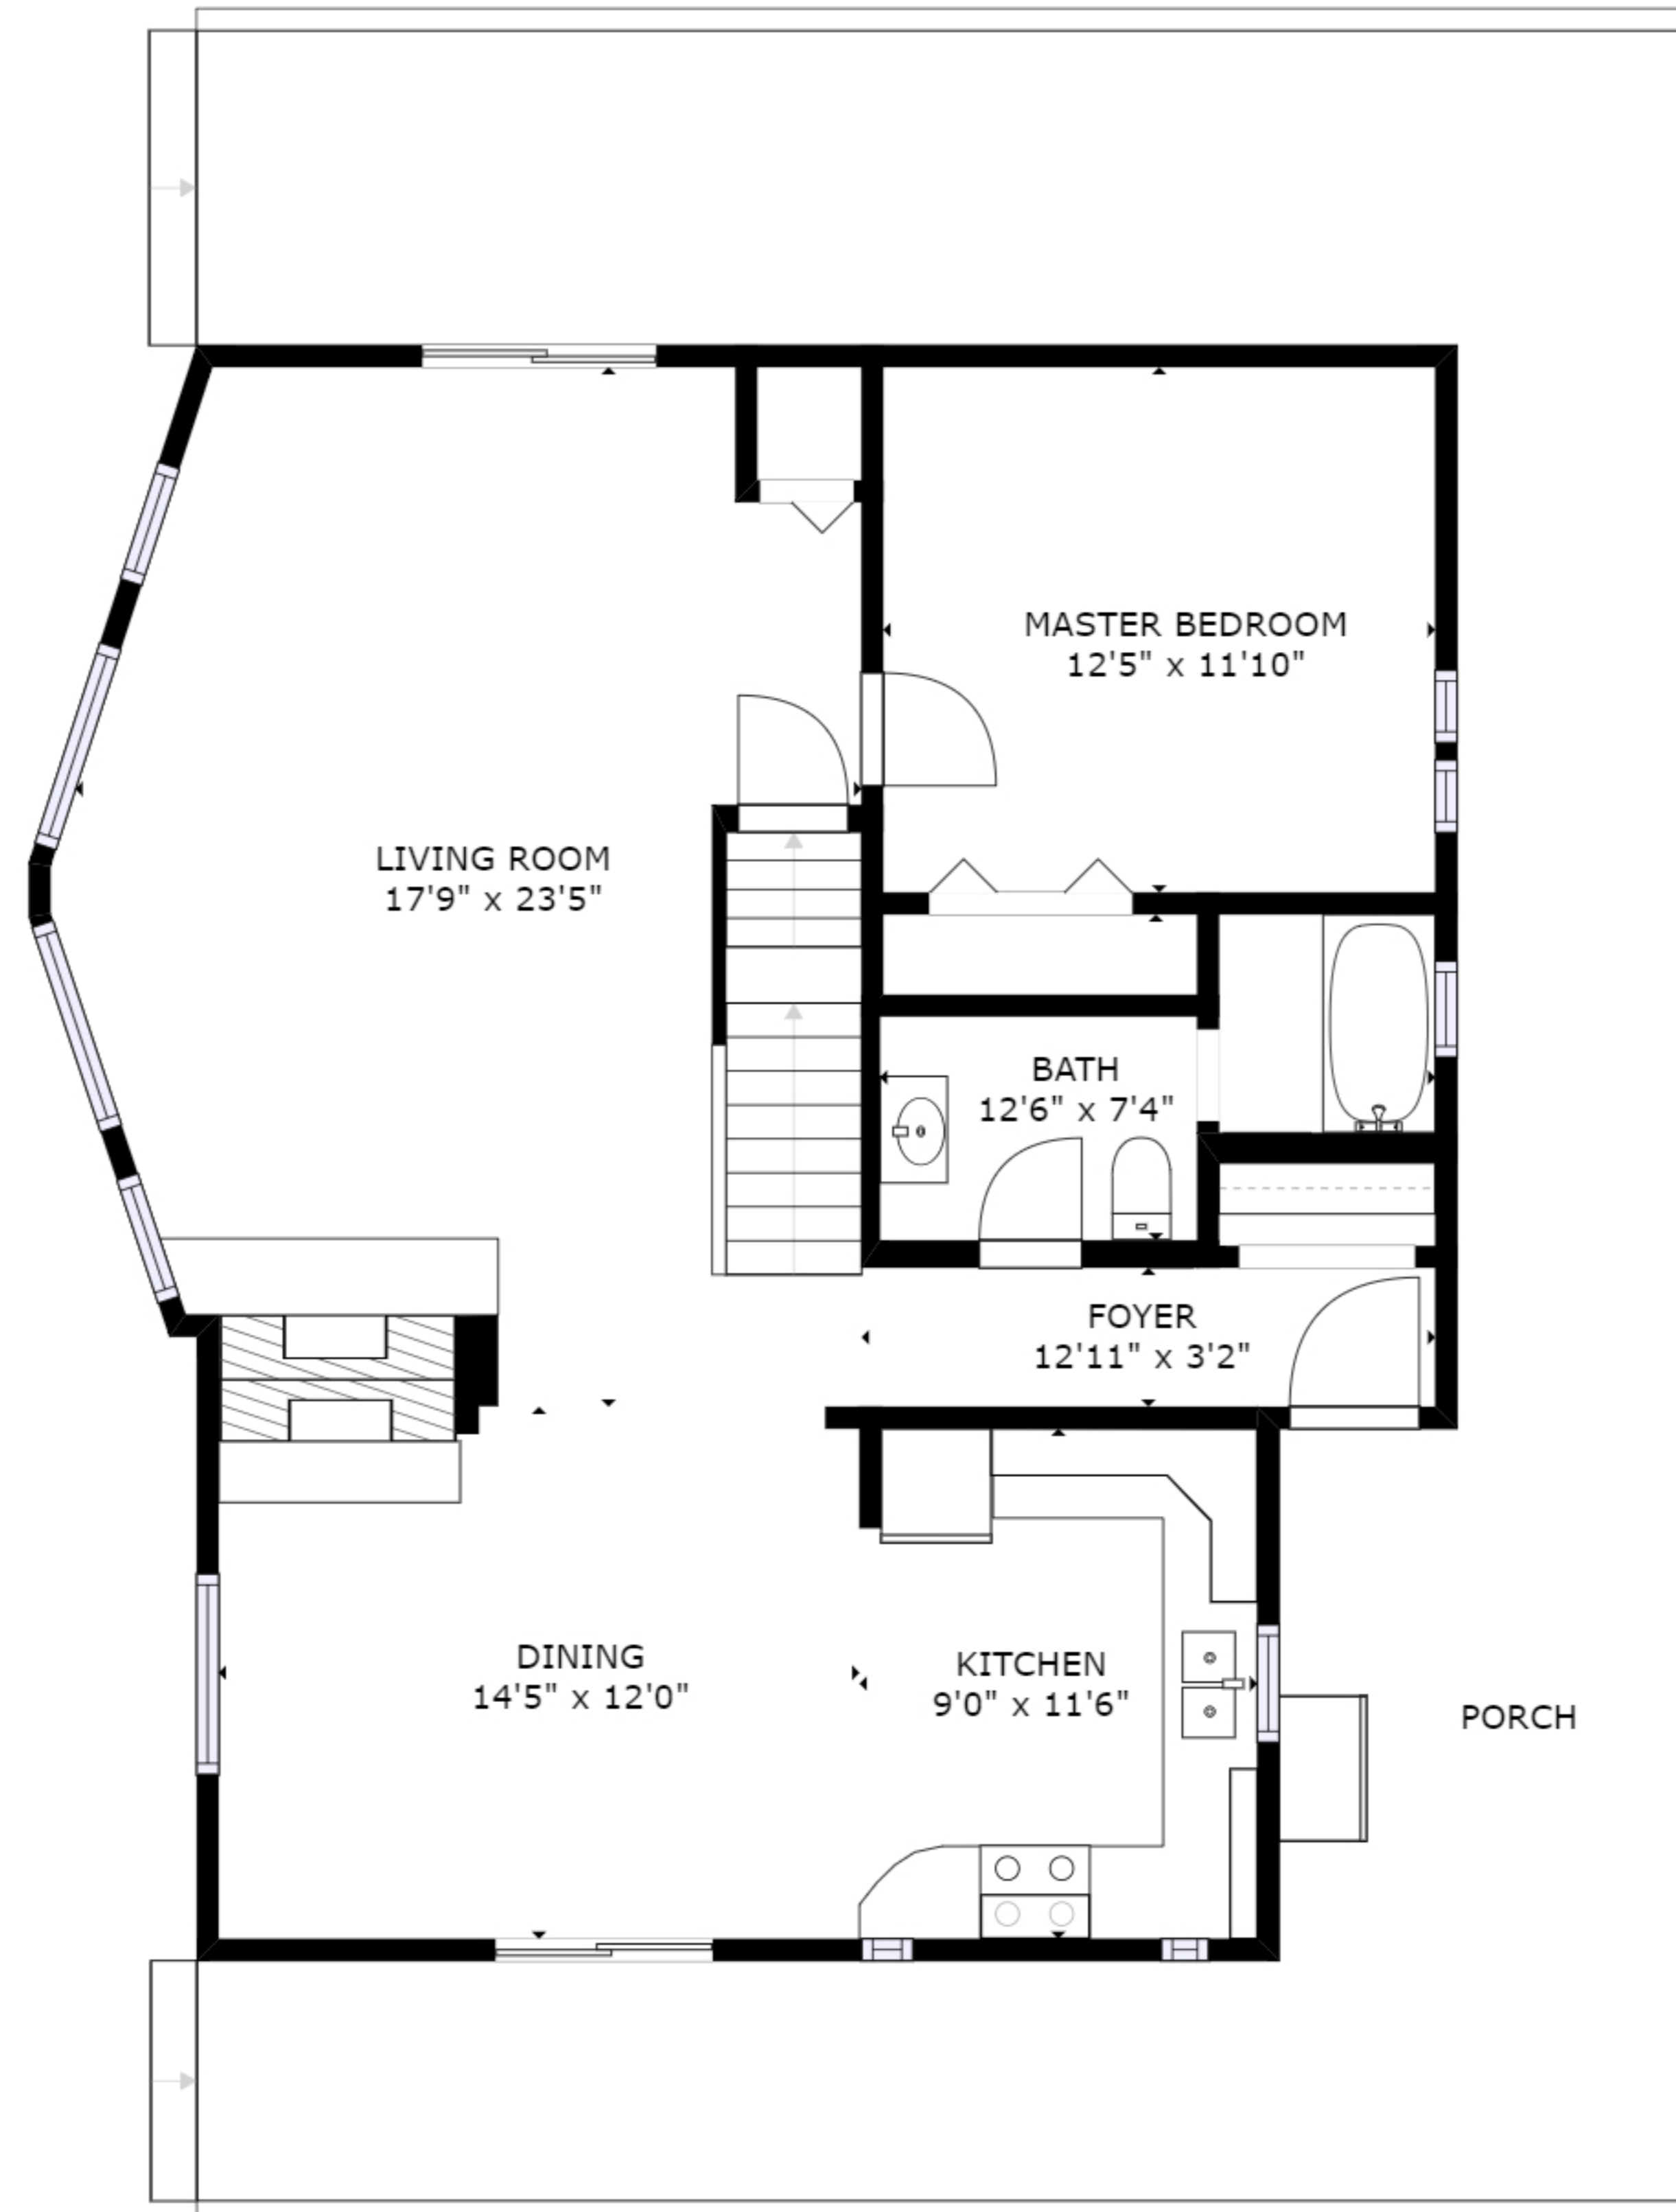 MASTER BEDROOM
12'5" x 11'10"
LIVING ROOM
17'9" x 23'5"
BATH
12'6" x 7'4"
FOYER
12'11" x 3'2"
DINING
14'5" x 12'0"
KITCHEN
9'0" x 11'6"
PORCH